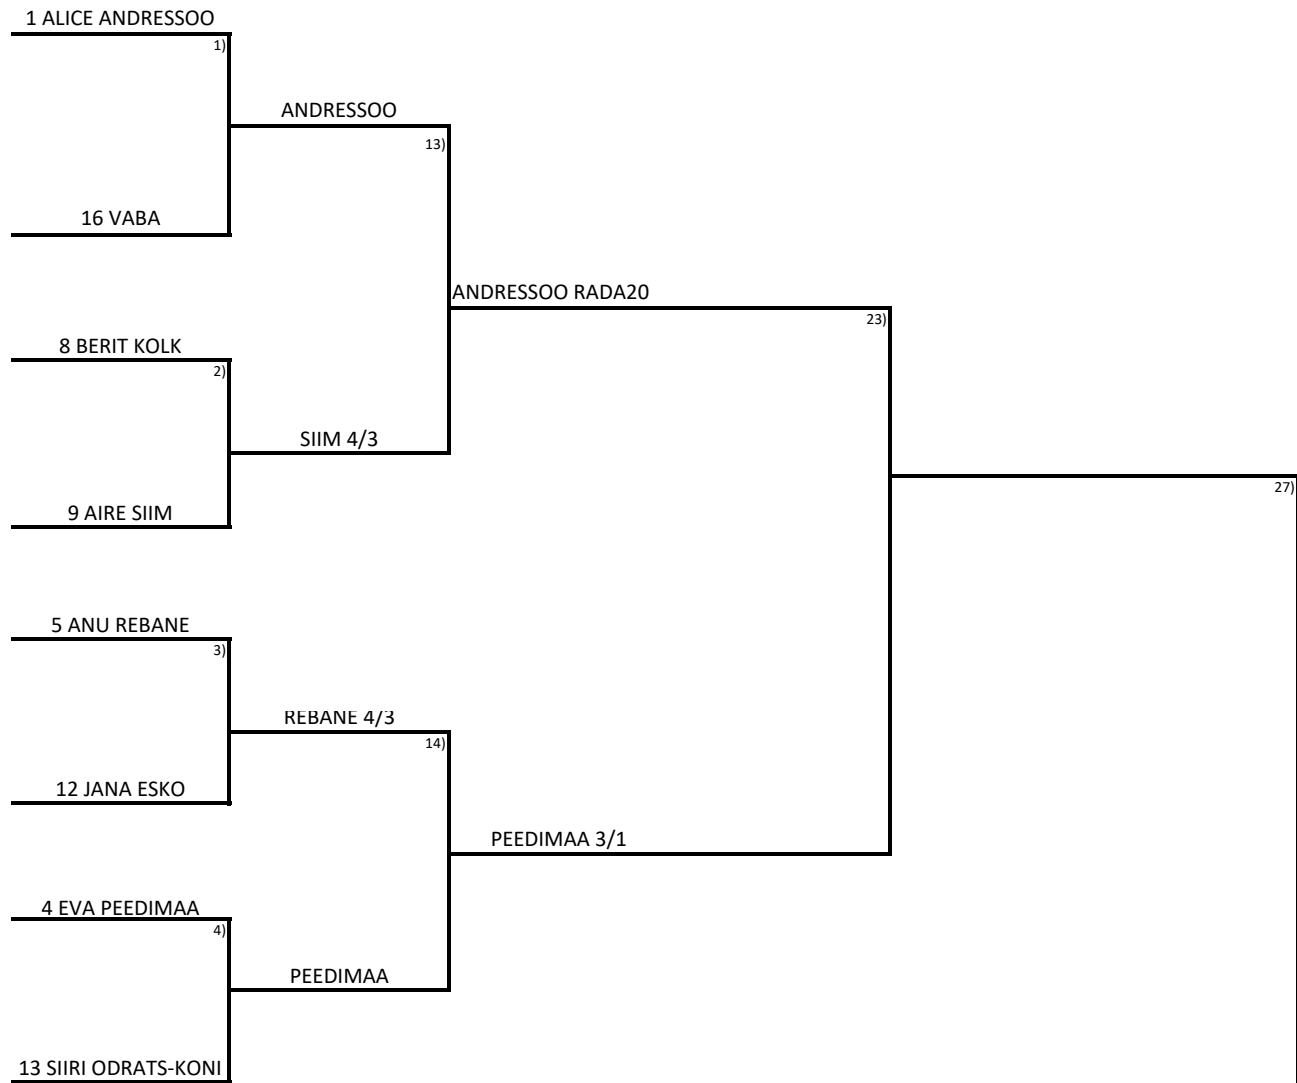 1 ALICE ANDRESSOO
1)
ANDRESSOO
13)
16 VABA
ANDRESSOO RADA20
23)
8 BERIT KOLK
2)
SIIM 4/3
27)
9 AIRE SIIM
5 ANU REBANE
3)
REBANE 4/3
14)
12 JANA ESKO
PEEDIMAA 3/1
4 EVA PEEDIMAA
4)
PEEDIMAA
13 SIIRI ODRATS-KONI